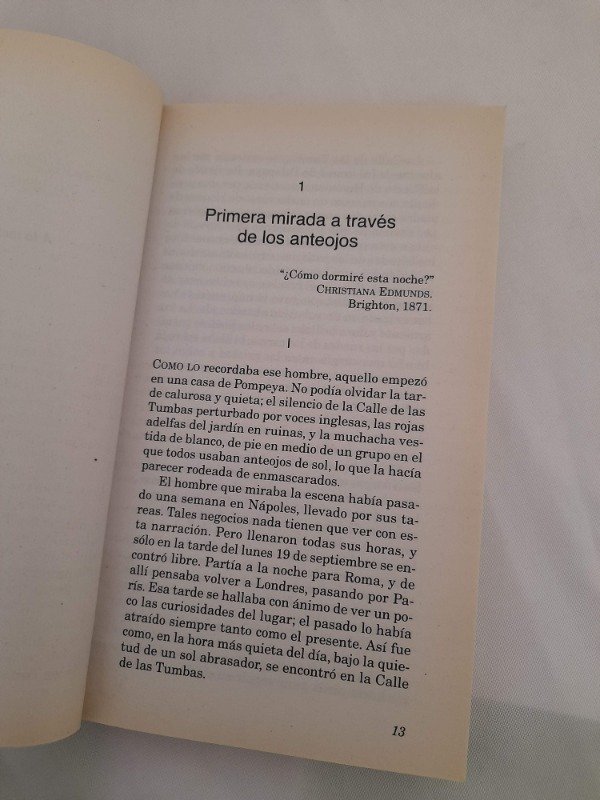 1
Primera mirada a través
de los anteojos
"¿Cómo dormiré esta noche?"
CHRISTIANA EDMUNDS.
Brighton, 1871.
I
COMO LO recordaba ese hombre, aquello empezó
en una casa de Pompeya. No podía olvidar la tar-
de calurosa y quieta; el silencio de la Calle de las
Tumbas perturbado por voces inglesas, las rojas
adelfas del jardín en ruinas, y la muchacha ves-
tida de blanco, de pie en medio de un grupo en el
que todos usaban anteojos de sol, lo que la hacía
parecer rodeada de enmascarados.
El hombre que miraba la escena había pasa-
do una semana en Nápoles, llevado por sus ta-
reas. Tales negocios nada tienen que ver con es-
ta narración. Pero llenaron todas sus horas, y
sólo en la tarde del lunes 19 de septiembre se en-
contró libre. Partía a la noche para Roma, y de
allí pensaba volver a Londres, pasando por Pa-
rís. Esa tarde se hallaba con ánimo de ver un po-
co las curiosidades del lugar; el pasado lo había
atraído siempre tanto como el presente. Así fue
como, en la hora más quieta del día, bajo la quie-
tud de un sol abrasador, se encontró en la Calle
de las Tumbas.
13